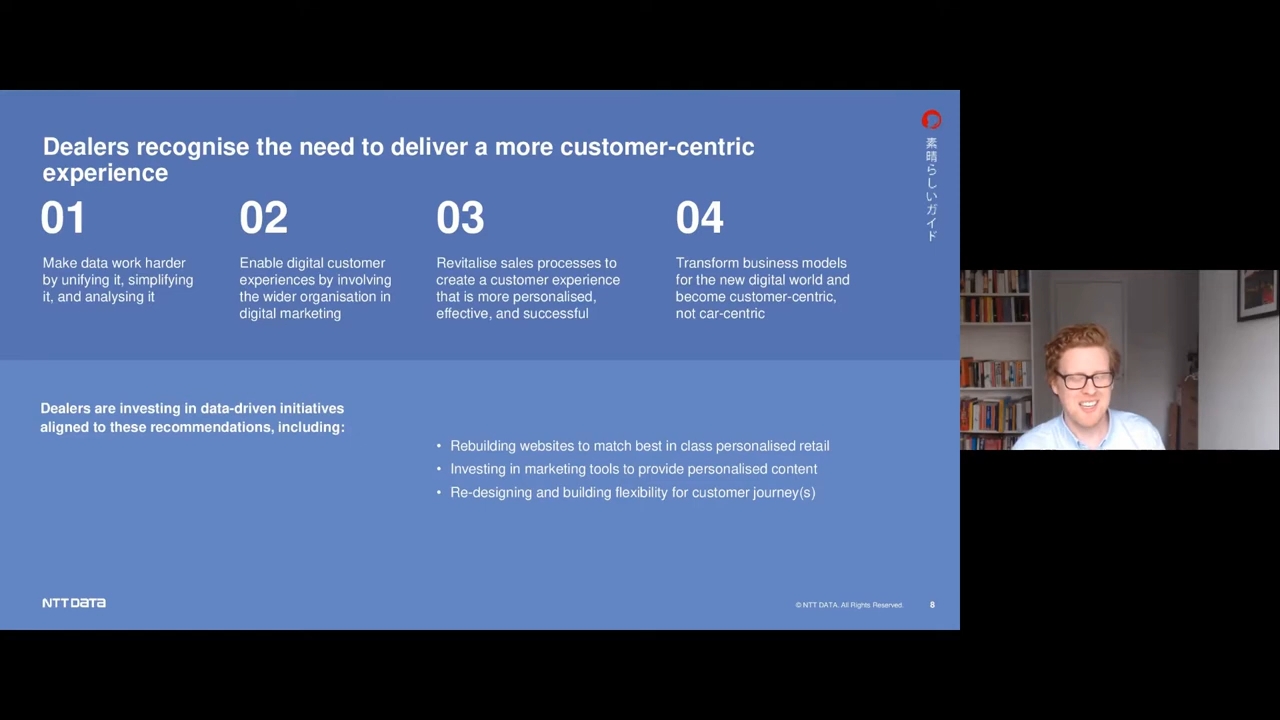 Dealers recognise the need to deliver a more customer-centric
experience
素晴らしいガイド
01
Make data work harder
by unifying it, simplifying
it, and analysing it
02
Enable digital customer
experiences by involving
the wider organisation in
digital marketing
03
Revitalise sales processes to
create a customer experience
that is more personalised,
effective, and successful
04
Transform business models
for the new digital world and
become customer-centric,
not car-centric
Dealers are investing in data-driven initiatives
aligned to these recommendations, including:
• Rebuilding websites to match best in class personalised retail
• Investing in marketing tools to provide personalised content
• Re-designing and building flexibility for customer journey(s)
NTT DATA
© NTT DATA. All Rights Reserved.
8